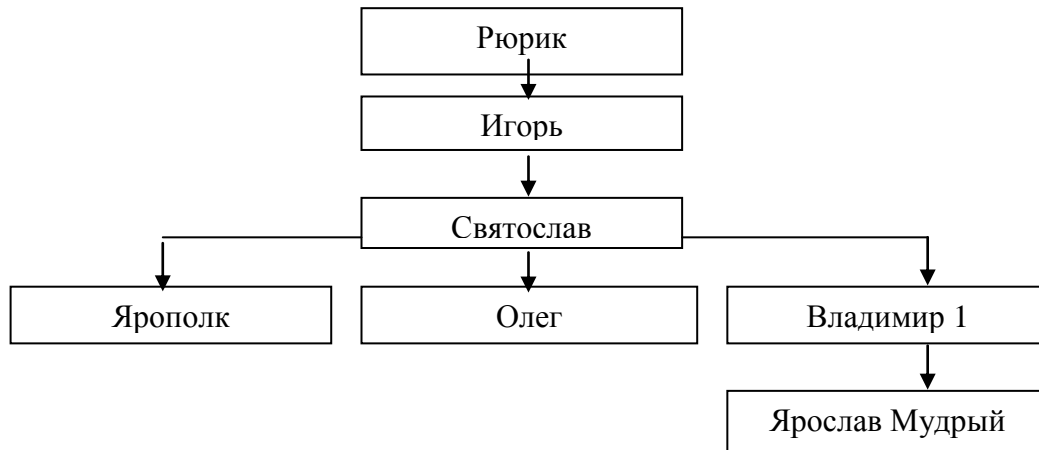 Рюрик
Игорь
Святослав
Ярополк
Олег
Владимир 1
Ярослав Мудрый